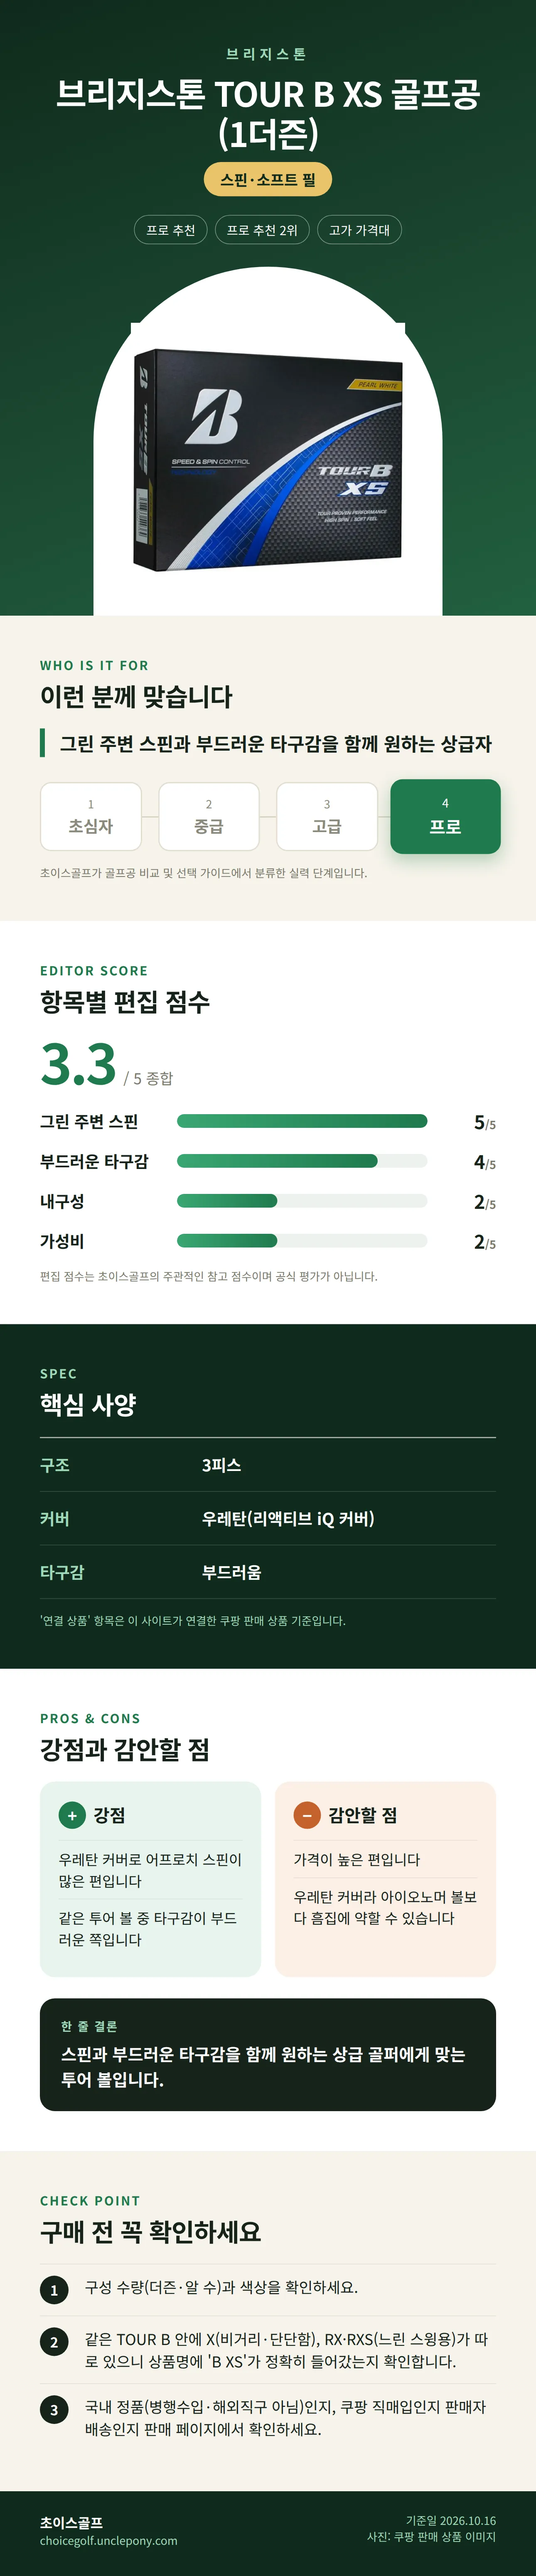 브리지스톤
브리지스톤 TOUR B XS 골프공
(1더즌)
스핀·소프트 필
프로 추천
프로 추천 2위
고가 가격대
PEARL WHITE
B
SPEED & SPIN CONTROL
TOUR B
XS
TOUR-PROVEN PERFORMANCE
HIGH SPIN : SOFT FEEL
WHO IS IT FOR
이런 분께 맞습니다
그린 주변 스핀과 부드러운 타구감을 함께 원하는 상급자
1
초심자
2
중급
3
고급
4
프로
초이스골프가 골프공 비교 및 선택 가이드에서 분류한 실력 단계입니다.
EDITOR SCORE
항목별 편집 점수
3.3 / 5 종합
그린 주변 스핀 5/5
부드러운 타구감 4/5
내구성 2/5
가성비 2/5
편집 점수는 초이스골프의 주관적인 참고 점수이며 공식 평가가 아닙니다.
SPEC
핵심 사양
구조 3피스
커버 우레탄(리액티브 iQ 커버)
타구감 부드러움
'연결 상품' 항목은 이 사이트가 연결한 쿠팡 판매 상품 기준입니다.
PROS & CONS
강점과 감안할 점
+ 강점
우레탄 커버로 어프로치 스핀이
많은 편입니다
같은 투어 볼 중 타구감이 부드
러운 쪽입니다
− 감안할 점
가격이 높은 편입니다
우레탄 커버라 아이오노머 볼보
다 흠집에 약할 수 있습니다
한 줄 결론
스핀과 부드러운 타구감을 함께 원하는 상급 골퍼에게 맞는
투어 볼입니다.
CHECK POINT
구매 전 꼭 확인하세요
1 구성 수량(더즌·알 수)과 색상을 확인하세요.
2 같은 TOUR B 안에 X(비거리·단단함), RX·RXS(느린 스윙용)가 따
로 있으니 상품명에 'B XS'가 정확히 들어갔는지 확인합니다.
3 국내 정품(병행수입·해외직구 아님)인지, 쿠팡 직매입인지 판매자
배송인지 판매 페이지에서 확인하세요.
초이스골프
choicegolf.unclepony.com
기준일 2026.10.16
사진: 쿠팡 판매 상품 이미지